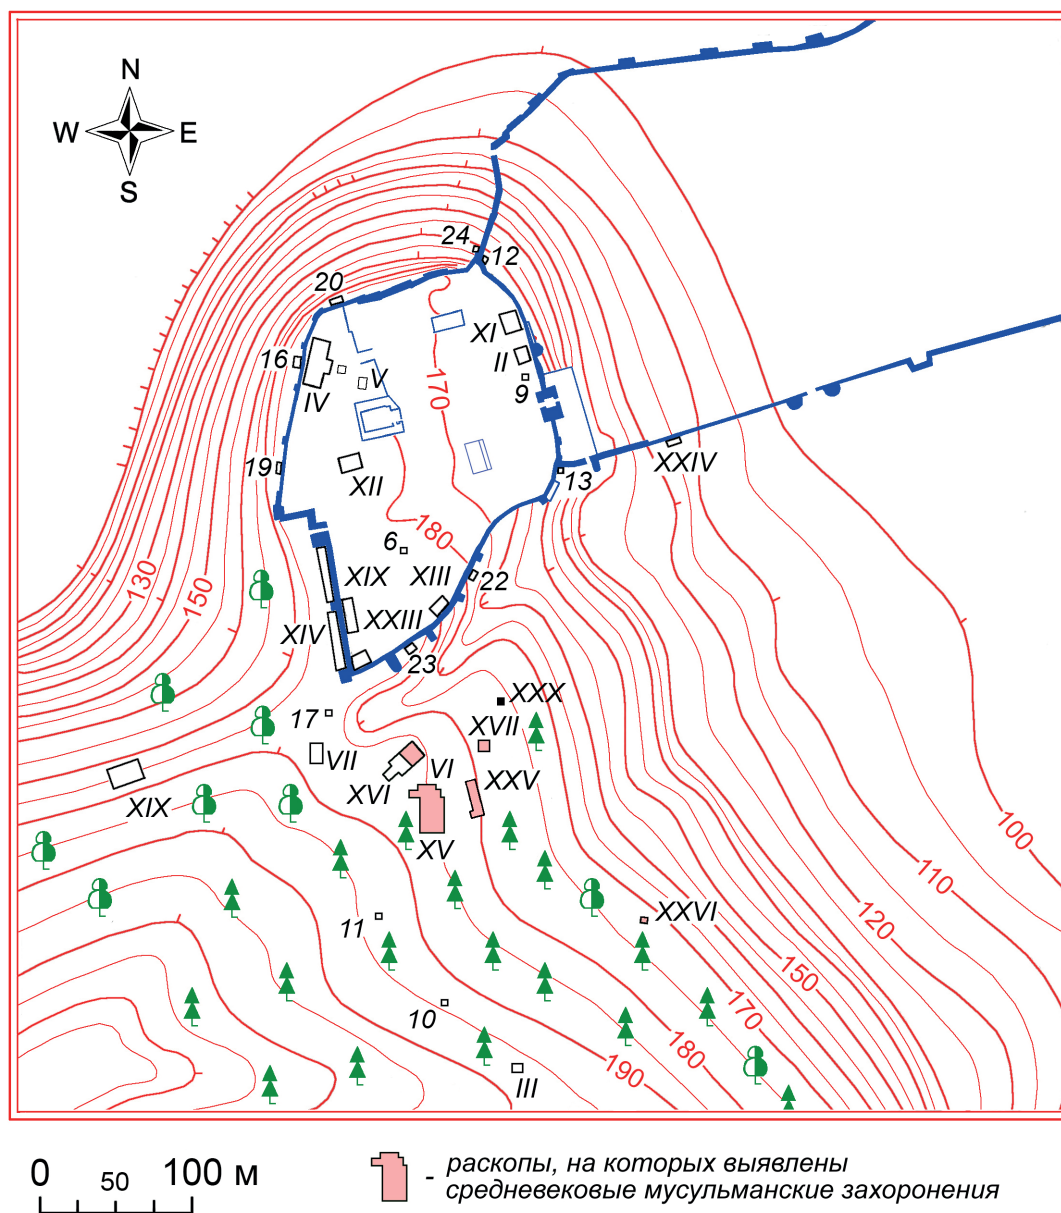 N
W E
S
24
12
20
XI
16
II
170
V
9
IV
XXIV
19
XII
13
180
6
XIX
XIII
22
130
150
XXIII
XIV
23
XXX
17
XVII
VII
VI
XXV
XVI
XIX
XV
100
110
11
XXVI
120
150
10
170
180
190
III
0 50 100 м
- раскопы, на которых выявлены
средневековые мусульманские захоронения